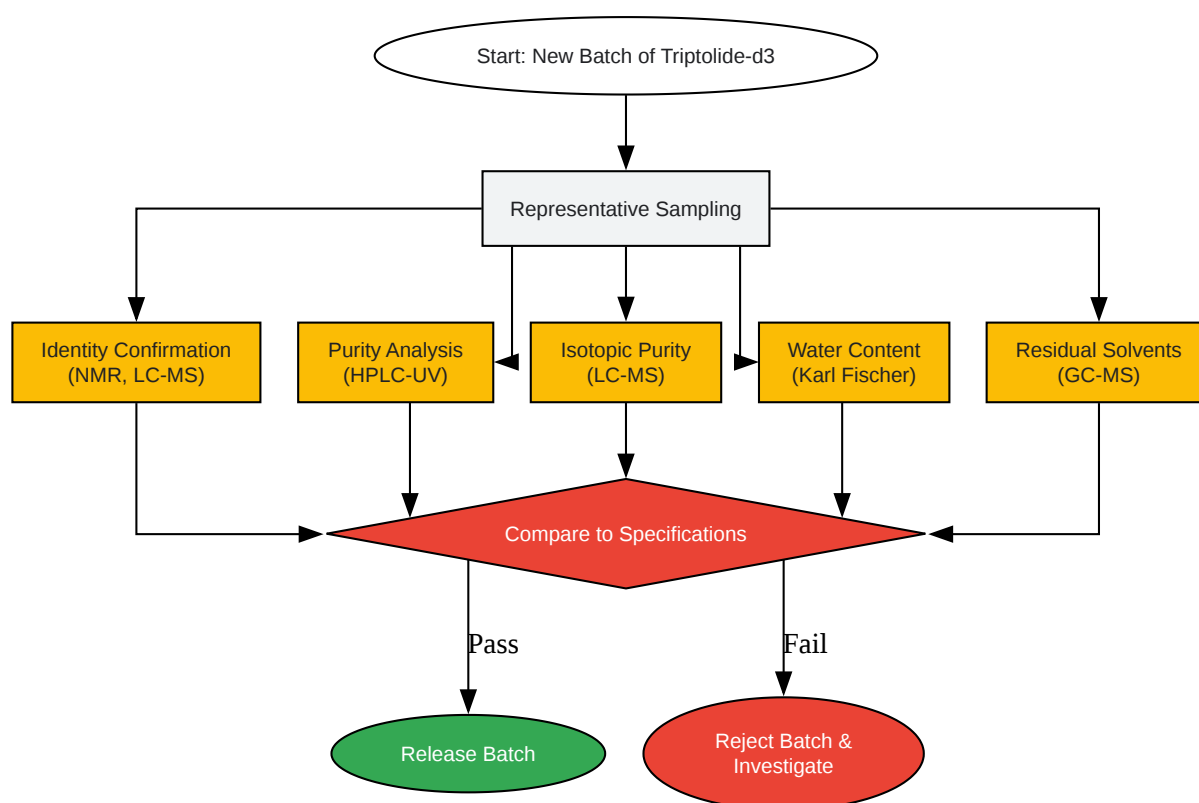 Start: New Batch of Triptolide-d3
Representative Sampling
Identity Confirmation
(NMR, LC-MS)
Purity Analysis
(HPLC-UV)
Isotopic Purity
(LC-MS)
Water Content
(Karl Fischer)
Residual Solvents
(GC-MS)
Compare to Specifications
Pass
Fail
Release Batch
Reject Batch &
Investigate